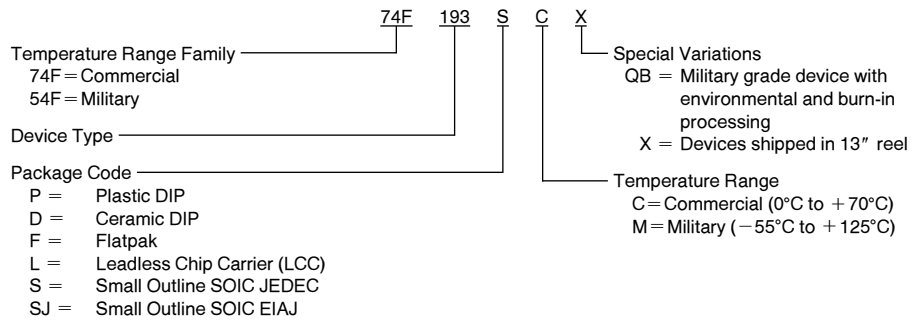 74F 193 S C X
Temperature Range Family
74F = Commercial
54F = Military
Device Type
Package Code
P = Plastic DIP
D = Ceramic DIP
F = Flatpak
L = Leadless Chip Carrier (LCC)
S = Small Outline SOIC JEDEC
SJ = Small Outline SOIC EIAJ
Special Variations
QB = Military grade device with
environmental and burn-in
processing
X = Devices shipped in 13″ reel
Temperature Range
C = Commercial (0°C to +70°C)
M = Military (−55°C to +125°C)